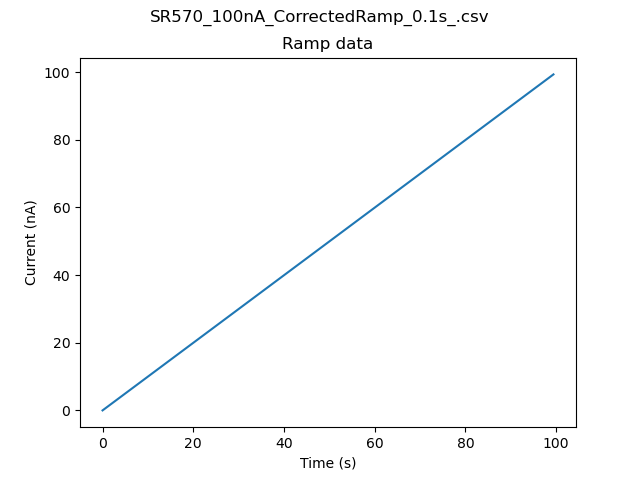 SR570_100nA_CorrectedRamp_0.1s_.csv
Ramp data
100
80
60
40
20
0
Current (nA)
0 20 40 60 80 100
Time (s)